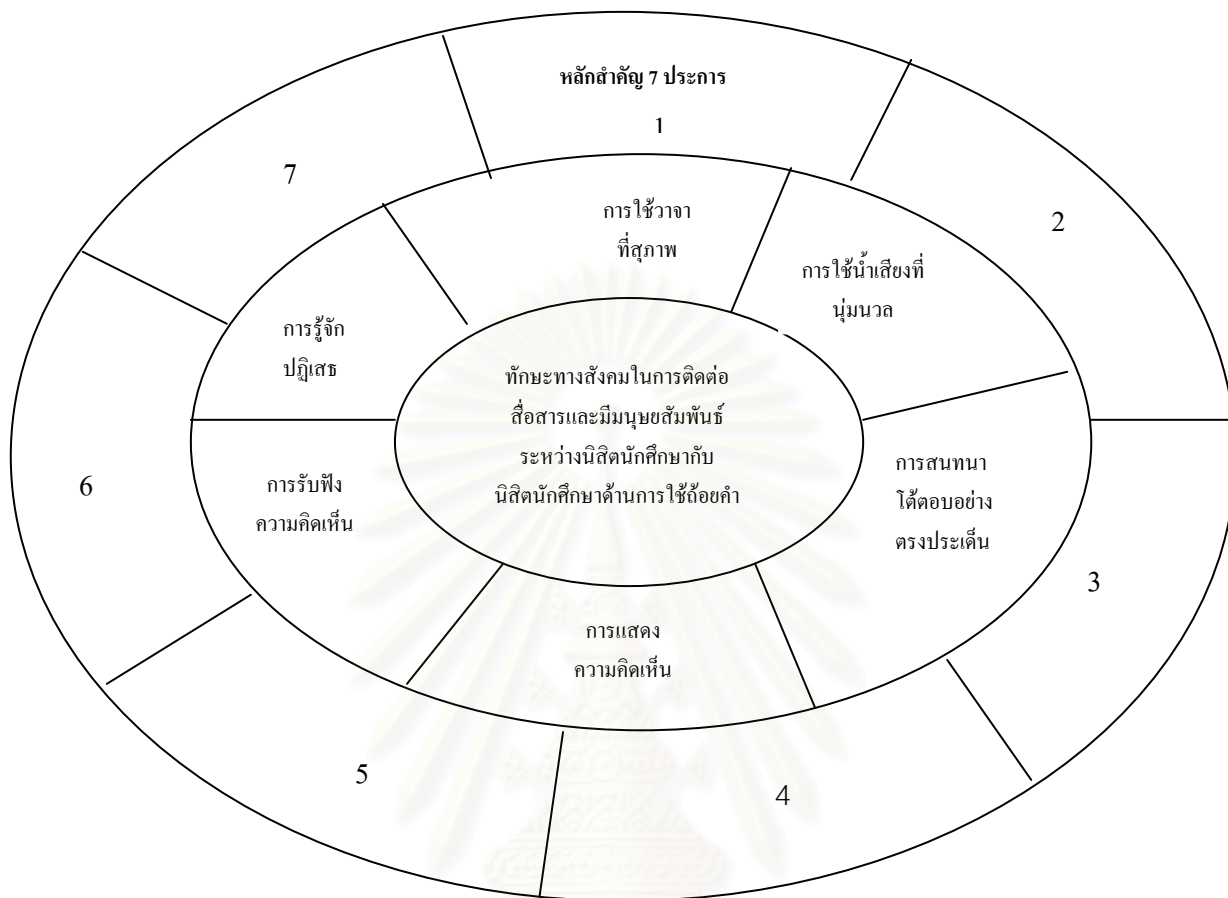 หลักสำคัญ 7 ประการ
1
2
3
4
5
6
7
การใช้วาจา
ที่สุภาพ
การใช้น้ำเสียงที่
นุ่มนวล
การสนทนา
โต้ตอบอย่าง
ตรงประเด็น
การแสดง
ความคิดเห็น
การรับฟัง
ความคิดเห็น
การรู้จัก
ปฏิเสธ
ทักษะทางสังคมในการติดต่อ
สื่อสารและมีมนุษยสัมพันธ์
ระหว่างนิสิตนักศึกษากับ
นิสิตนักศึกษาด้านการใช้ถ้อยคำ